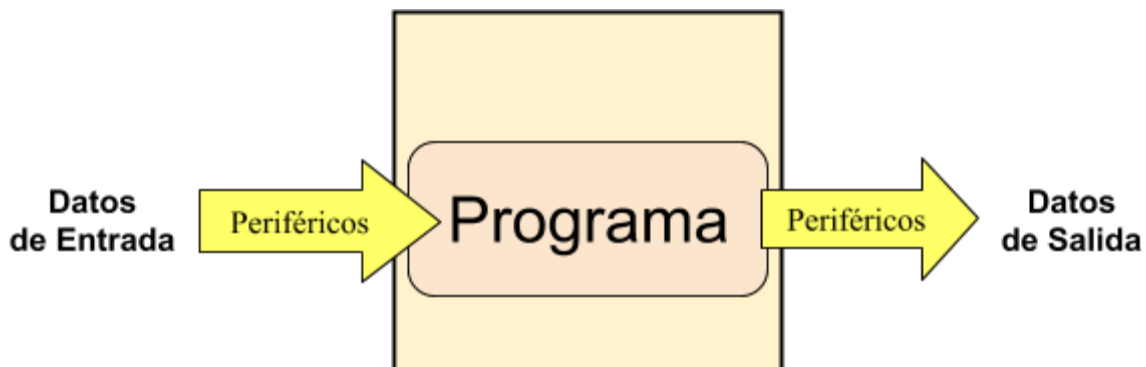 Datos
de Entrada
Periféricos
Programa
Periféricos
Datos
de Salida